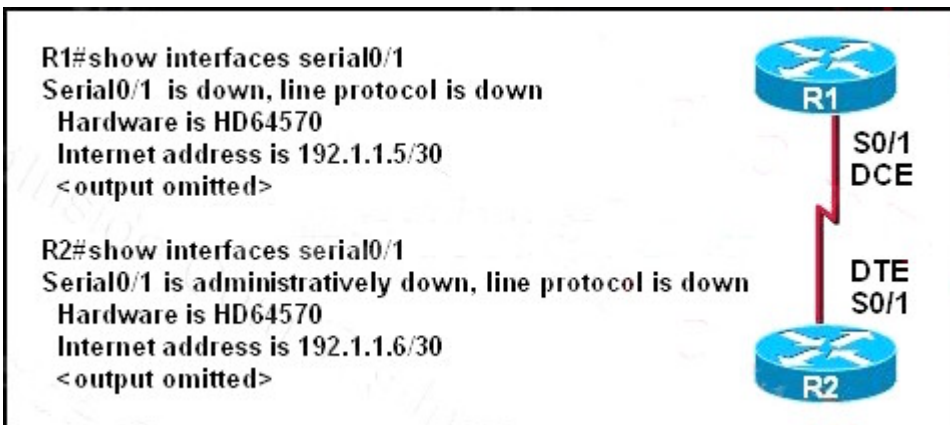 R1#show interfaces serial0/1
Serial0/1 is down, line protocol is down
Hardware is HD64570
Internet address is 192.1.1.5/30
<output omitted>
R2#show interfaces serial0/1
Serial0/1 is administratively down, line protocol is down
Hardware is HD64570
Internet address is 192.1.1.6/30
<output omitted>
R1
S0/1
DCE
DTE
S0/1
R2